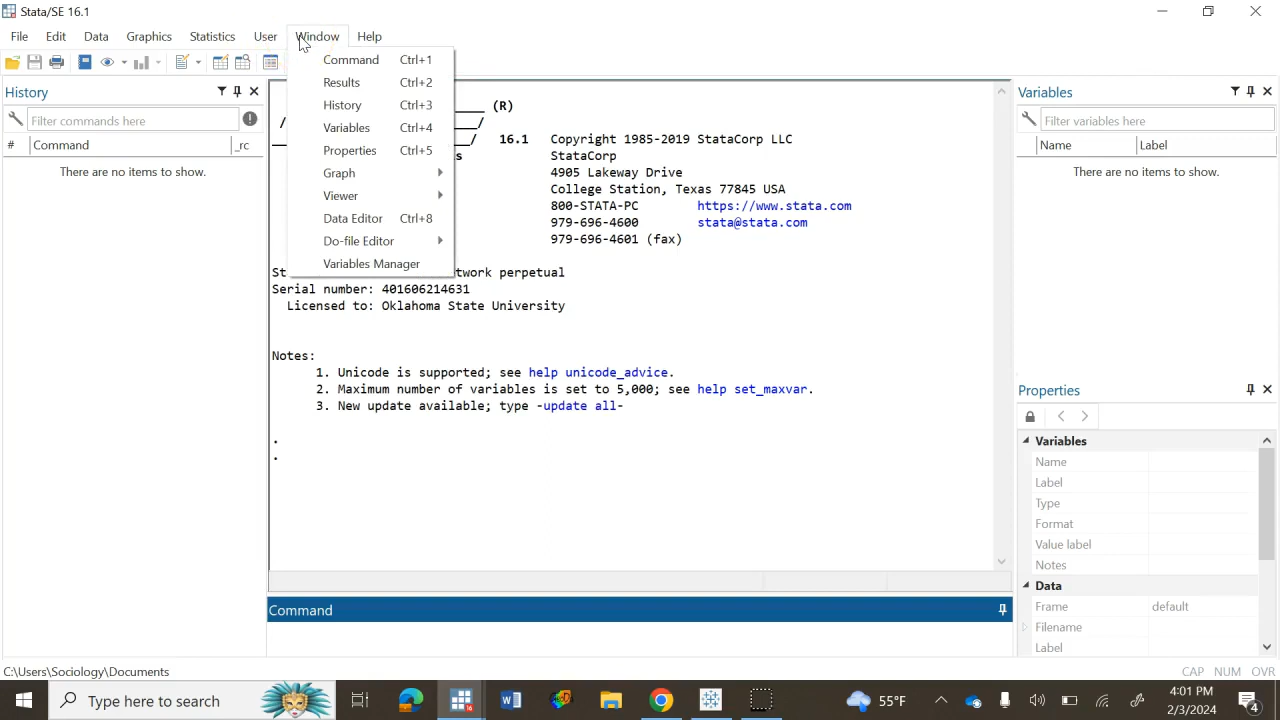 Stata/SE 16.1
File Edit Data Graphics Statistics User Window Help
History
Filter commands here
# Command _rc
There are no items to show.
Command Ctrl+1
Results Ctrl+2
History Ctrl+3
Variables Ctrl+4
Properties Ctrl+5
Graph
Viewer
Data Editor Ctrl+8
Do-file Editor
Variables Manager
(R)
16.1 Copyright 1985-2019 StataCorp LLC
s StataCorp
4905 Lakeway Drive
College Station, Texas 77845 USA
800-STATA-PC https://www.stata.com
979-696-4600 stata@stata.com
979-696-4601 (fax)
St twork perpetual
Serial number: 401606214631
Licensed to: Oklahoma State University
Notes:
1. Unicode is supported; see help unicode_advice.
2. Maximum number of variables is set to 5,000; see help set_maxvar.
3. New update available; type -update all-
.
.
Command
Variables
Filter variables here
Name Label
There are no items to show.
Properties
Variables
Name
Label
Type
Format
Value label
Notes
Data
Frame default
Filename
Label
C:\Users\Sociology\Documents
CAP NUM OVR
Type here to search
16
55°F
4:01 PM
2/3/2024
4